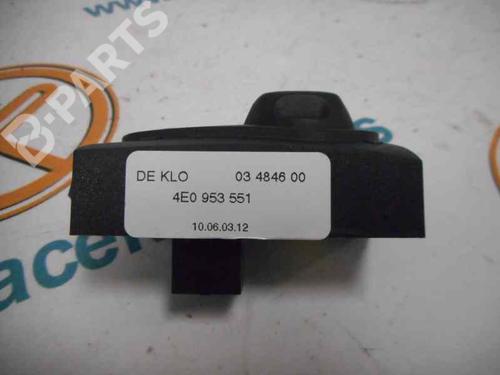 B-PARTS
DE KLO 03 4846 00
4E0 953 551
10.06.03.12